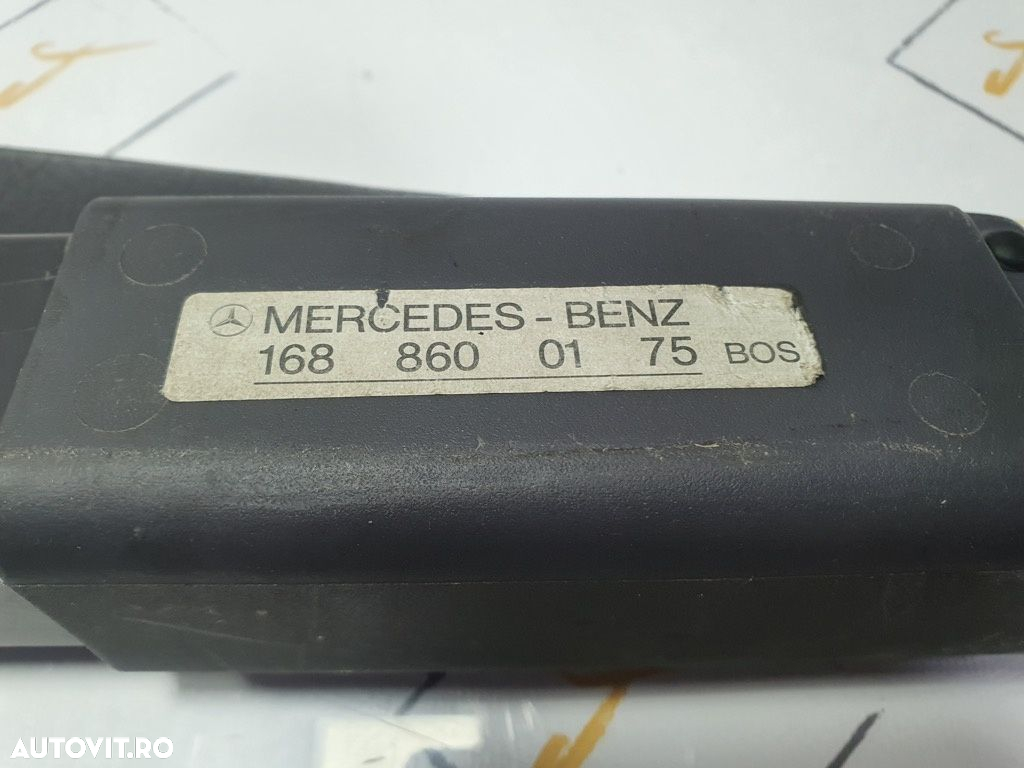 MERCEDES - BENZ
168 860 01 75 BOS
AUTOVIT.RO